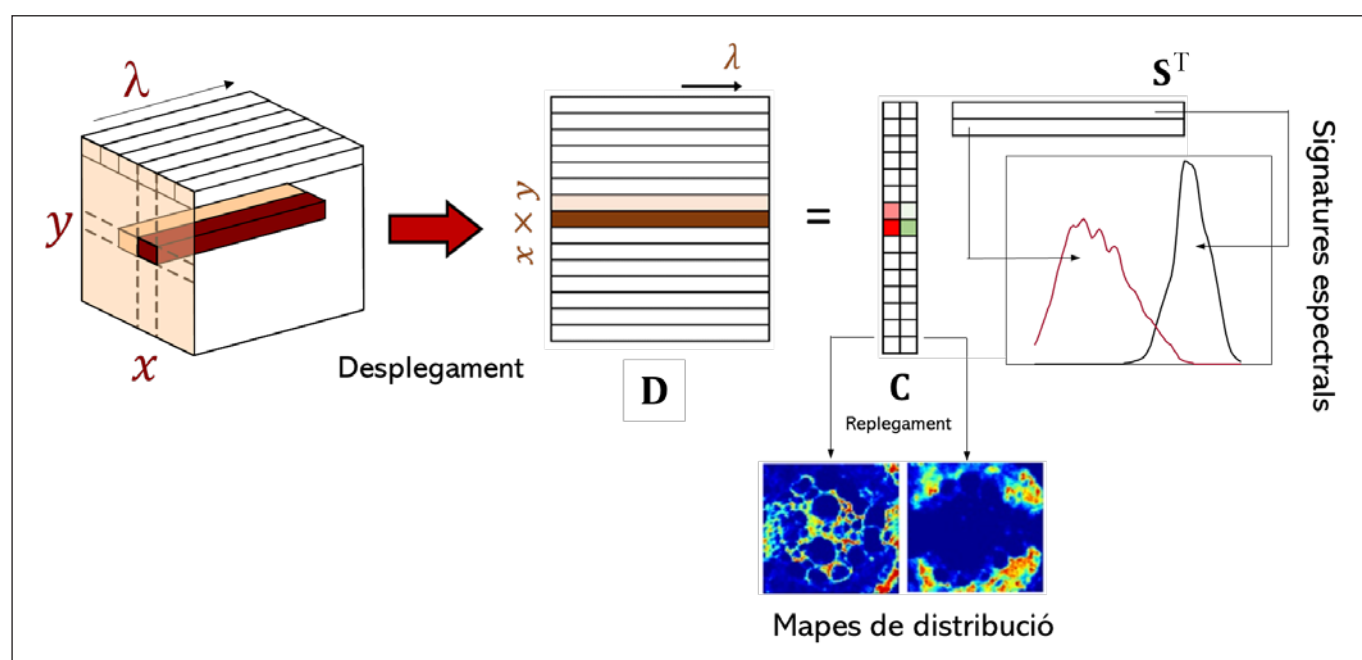 λ
y
x
Desplegament
λ
x × y
D
=
C
Replegament
Sᵀ
Signatures espectrals
Mapes de distribució